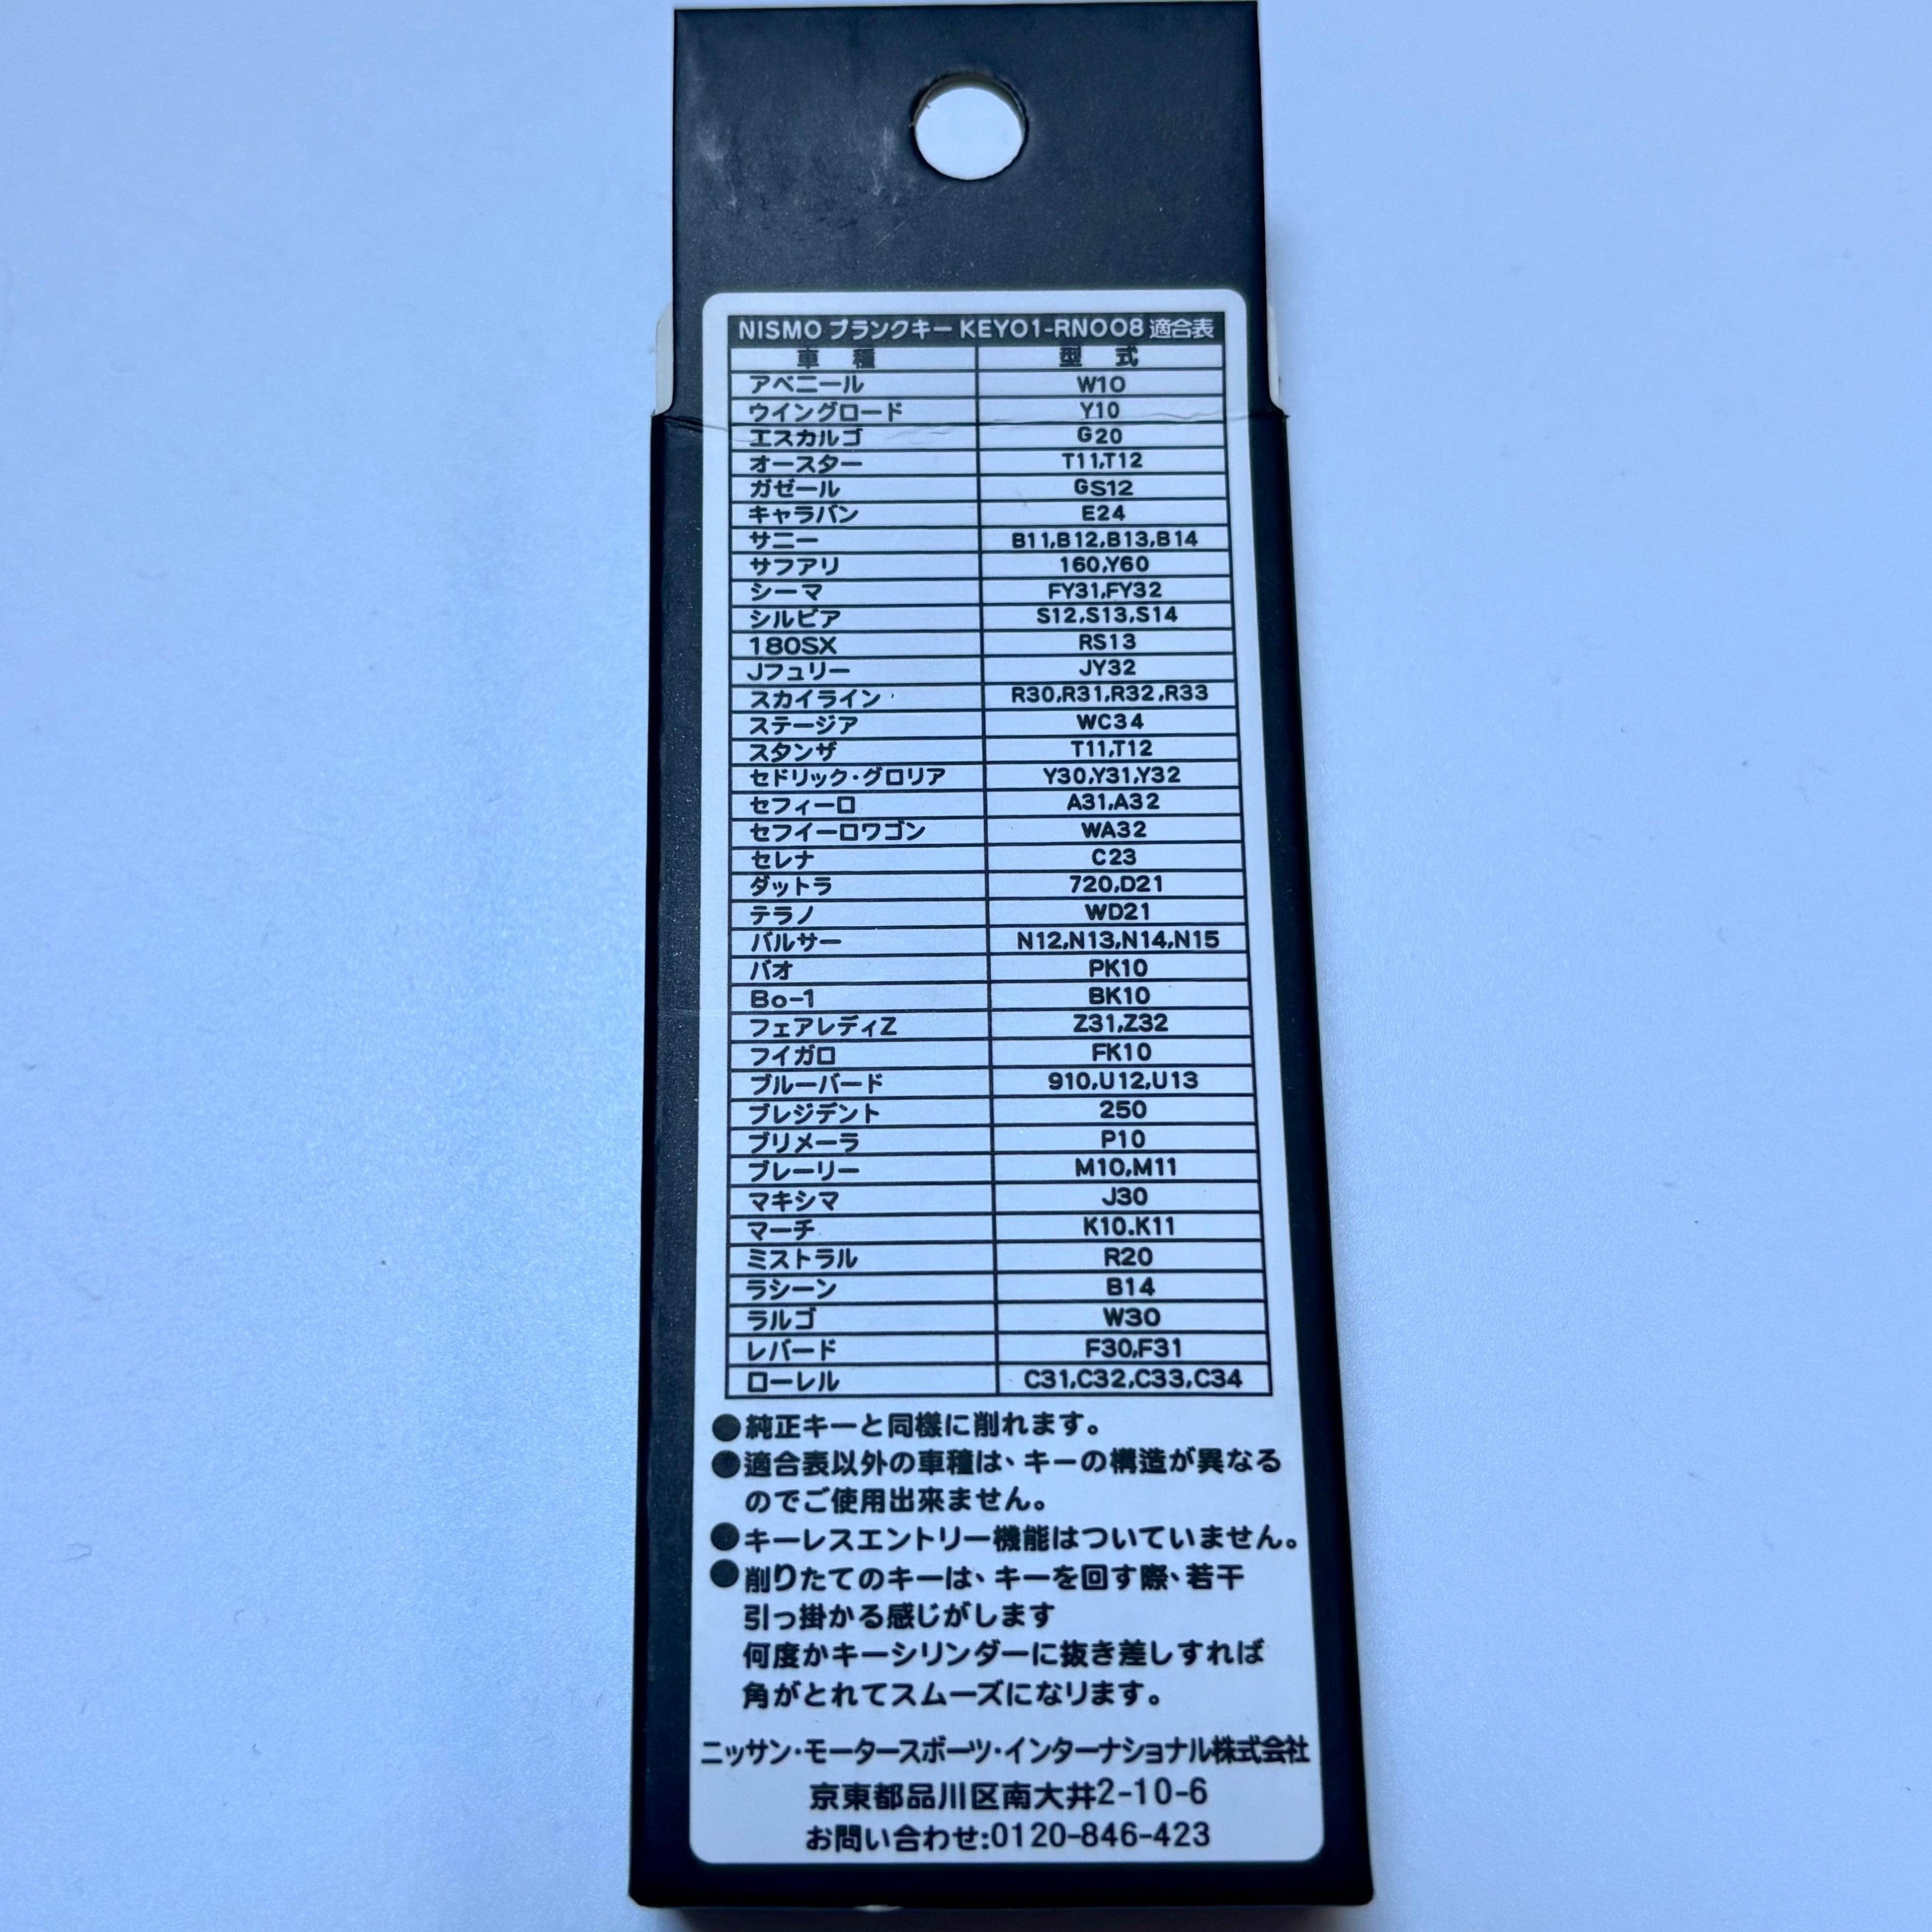 NISMO ブランクキー KEY01-RN008 適合表
車種 型式
アベニール W10
ウイングロード Y10
エスカルゴ G20
オースター T11,T12
ガゼール GS12
キャラバン E24
サニー B11,B12,B13,B14
サファリ 160,Y60
シーマ FY31,FY32
シルビア S12,S13,S14
180SX RS13
Jフュリー JY32
スカイライン R30,R31,R32,R33
ステージア WC34
スタンザ T11,T12
セドリック・グロリア Y30,Y31,Y32
セフィーロ A31,A32
セフイーロワゴン WA32
セレナ C23
ダットラ 720,D21
テラノ WD21
バルサー N12,N13,N14,N15
バオ PK10
Bo-1 BK10
フェアレディZ Z31,Z32
フイガロ FK10
ブルーバード 910,U12,U13
ブレジデント 250
ブリメーラ P10
ブレーリー M10,M11
マキシマ J30
マーチ K10.K11
ミストラル R20
ラシーン B14
ラルゴ W30
レバード F30,F31
ローレル C31,C32,C33,C34
●純正キーと同様に削れます。
●適合表以外の車種は、キーの構造が異なる
のでご使用出来ません。
●キーレスエントリー機能はついていません。
●削りたてのキーは、キーを回す際、若干
引っ掛かる感じがします
何度かキーシリンダーに抜き差しすれば
角がとれてスムーズになります。
ニッサン・モータースポーツ・インターナショナル株式会社
京東都品川区南大井2-10-6
お問い合わせ:0120-846-423